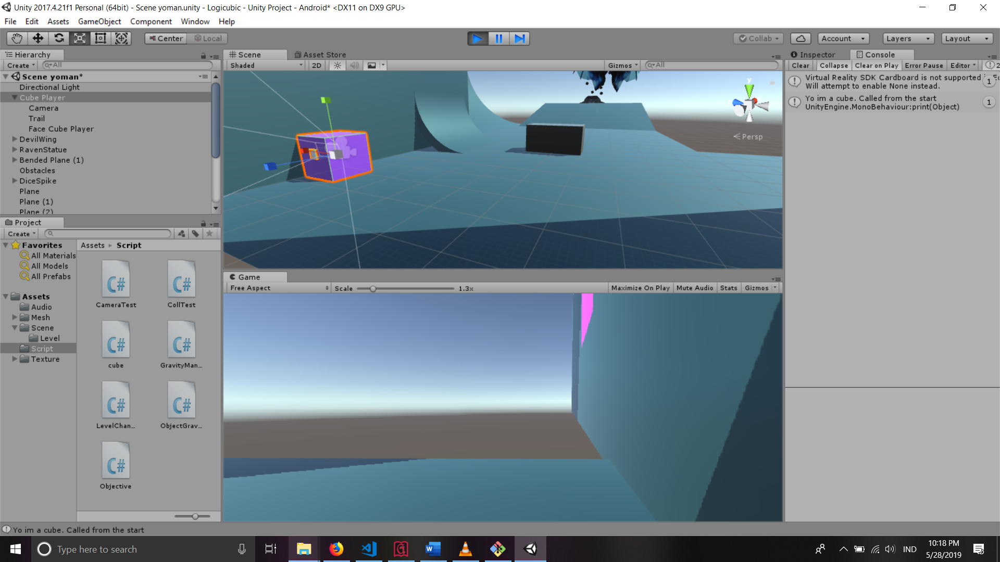 Unity 2017.4.21f1 Personal (64bit) - Scene yoman.unity - Logicubic - Unity Project - Android* <DX11 on DX9 GPU>
File Edit Assets GameObject Component Window Help
Center Local
Collab Account Layers Layout
Hierarchy
Create All
Scene yoman*
Directional Light
Cube Player
Camera
Trail
Face Cube Player
DevilWing
RavenStatue
Bended Plane (1)
Obstacles
DiceSpike
Plane
Plane (1)
Plane (2)
Project
Create
Favorites
All Materials
All Models
All Prefabs
Assets
Audio
Mesh
Scene
Level
Script
Texture
Assets Script
CameraTest CollTest
cube GravityMan...
LevelChan... ObjectGrav...
Objective
Scene Asset Store
Shaded 2D Gizmos All
y
Persp
Game
Free Aspect Scale 1.3x Maximize On Play Mute Audio Stats Gizmos
Inspector Console
Clear Collapse Clear on Play Error Pause Editor 2
Virtual Reality SDK Cardboard is not supported in
Will attempt to enable None instead.
1
Yo im a cube. Called from the start
UnityEngine.MonoBehaviour:print(Object)
1
Yo im a cube. Called from the start
Type here to search
W
IND
10:18 PM
5/28/2019